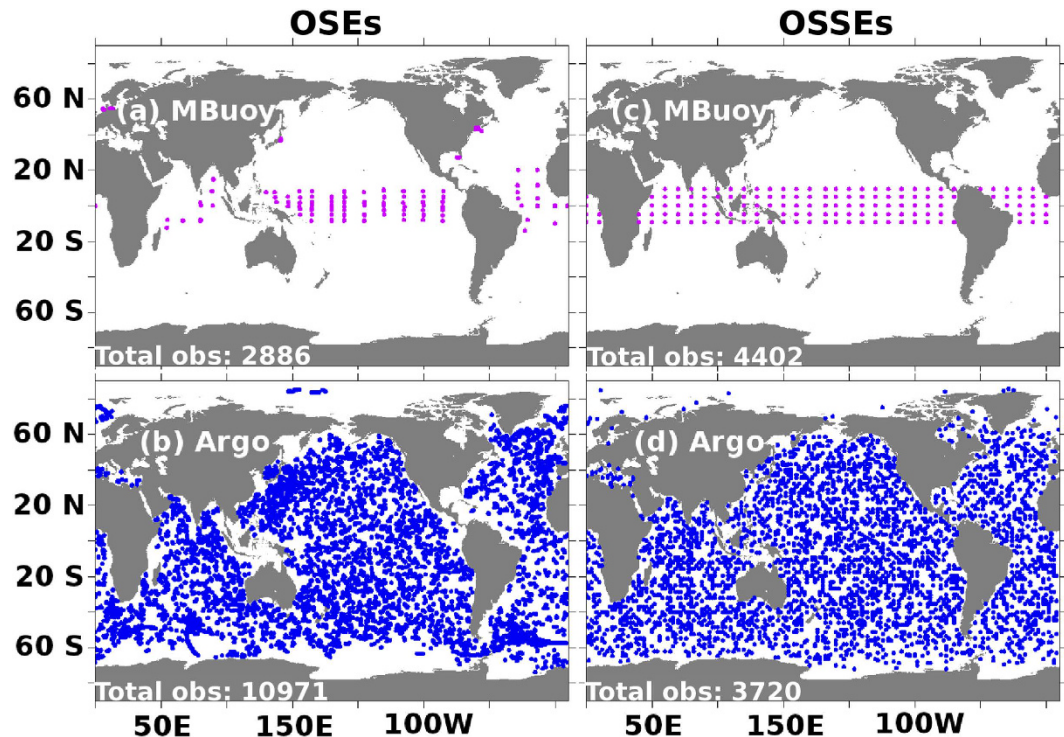 OSEs
OSSEs
60 N
20 N
20 S
60 S
(a) MBuoy
Total obs: 2886
(c) MBuoy
Total obs: 4402
60 N
20 N
20 S
60 S
(b) Argo
Total obs: 10971
(d) Argo
Total obs: 3720
50E 150E 100W
50E 150E 100W